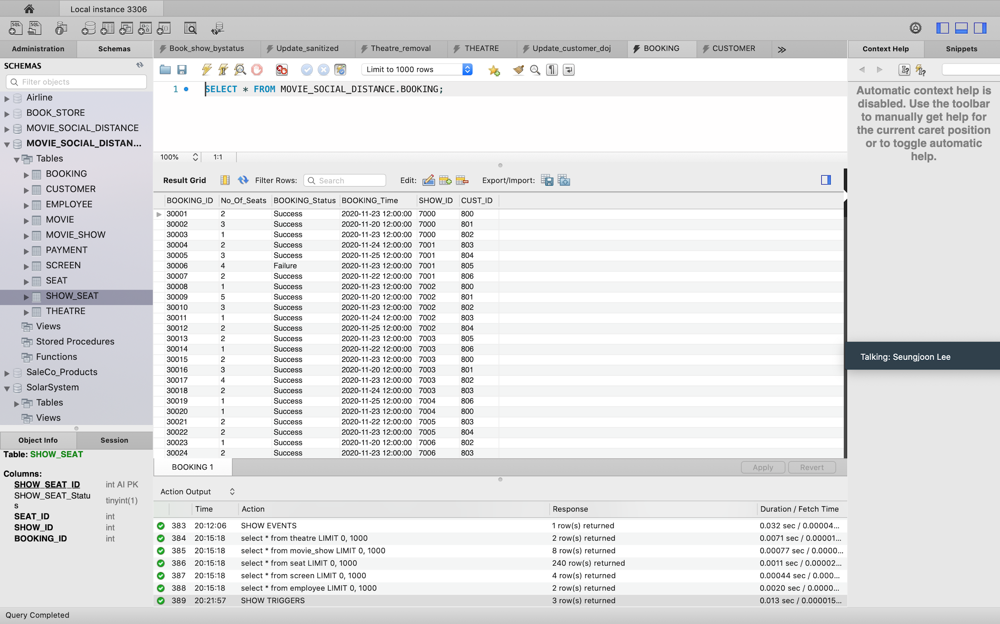 Local instance 3306
Administration Schemas Book_show_bystatus Update_sanitized Theatre_removal THEATRE Update_customer_doj BOOKING CUSTOMER Context Help Snippets
SCHEMAS
Filter objects
Limit to 1000 rows
1 SELECT * FROM MOVIE_SOCIAL_DISTANCE.BOOKING;
Automatic context help is
disabled. Use the toolbar
to manually get help for
the current caret position
or to toggle automatic
help.
Airline
BOOK_STORE
MOVIE_SOCIAL_DISTANCE
MOVIE_SOCIAL_DISTAN...
Tables
BOOKING
CUSTOMER
EMPLOYEE
MOVIE
MOVIE_SHOW
PAYMENT
SCREEN
SEAT
SHOW_SEAT
THEATRE
Views
Stored Procedures
Functions
SaleCo_Products
SolarSystem
Tables
Views
100% 1:1
Result Grid Filter Rows: Search Edit: Export/Import:
BOOKING_ID No_Of_Seats BOOKING_Status BOOKING_Time SHOW_ID CUST_ID
30001 2 Success 2020-11-23 12:00:00 7000 800
30002 3 Success 2020-11-20 12:00:00 7000 801
30003 1 Success 2020-11-23 12:00:00 7000 802
30004 2 Success 2020-11-24 12:00:00 7001 803
30005 3 Success 2020-11-25 12:00:00 7001 804
30006 4 Failure 2020-11-23 12:00:00 7001 805
30007 2 Success 2020-11-22 12:00:00 7001 806
30008 1 Success 2020-11-23 12:00:00 7002 800
30009 5 Success 2020-11-20 12:00:00 7002 801
30010 3 Success 2020-11-23 12:00:00 7002 802
30011 1 Success 2020-11-24 12:00:00 7002 803
30012 2 Success 2020-11-25 12:00:00 7002 804
30013 2 Success 2020-11-23 12:00:00 7003 805
30014 1 Success 2020-11-22 12:00:00 7003 806
30015 2 Success 2020-11-23 12:00:00 7003 800
30016 3 Success 2020-11-20 12:00:00 7003 801
30017 4 Success 2020-11-23 12:00:00 7003 802
30018 2 Success 2020-11-24 12:00:00 7003 803
30019 1 Success 2020-11-25 12:00:00 7004 806
30020 1 Success 2020-11-23 12:00:00 7004 800
30021 2 Success 2020-11-22 12:00:00 7005 803
30022 2 Success 2020-11-23 12:00:00 7005 804
30023 1 Success 2020-11-20 12:00:00 7006 802
30024 2 Success 2020-11-23 12:00:00 7006 803
Talking: Seungjoon Lee
BOOKING 1 Apply Revert
Object Info Session
Table: SHOW_SEAT
Columns:
SHOW_SEAT_ID int AI PK
SHOW_SEAT_Statu
s tinyint(1)
SEAT_ID int
SHOW_ID int
BOOKING_ID int
Action Output
Time Action Response Duration / Fetch Time
383 20:12:06 SHOW EVENTS 1 row(s) returned 0.032 sec / 0.00004...
384 20:15:18 select * from theatre LIMIT 0, 1000 2 row(s) returned 0.0071 sec / 0.00001...
385 20:15:18 select * from movie_show LIMIT 0, 1000 8 row(s) returned 0.00077 sec / 0.0000...
386 20:15:18 select * from seat LIMIT 0, 1000 240 row(s) returned 0.0011 sec / 0.00002...
387 20:15:18 select * from screen LIMIT 0, 1000 4 row(s) returned 0.00044 sec / 0.000...
388 20:15:18 select * from employee LIMIT 0, 1000 2 row(s) returned 0.0020 sec / 0.0000...
389 20:21:57 SHOW TRIGGERS 3 row(s) returned 0.013 sec / 0.000015...
Query Completed